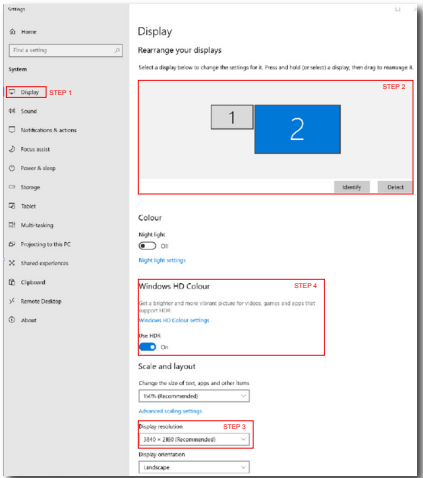 Settings
Home
Find a setting
System
Display STEP 1
Sound
Notifications & actions
Focus assist
Power & sleep
Storage
Tablet
Multi-tasking
Projecting to this PC
Shared experiences
Clipboard
Remote Desktop
About
Display
Rearrange your displays
Select a display below to change the settings for it. Press and hold (or select) a display, then drag to rearrange it.
STEP 2
1 2
Identify Detect
Colour
Night light
Off
Night light settings
Windows HD Colour STEP 4
Get a brighter and more vibrant picture for videos, games and apps that
support HDR.
Windows HD Colour settings
Use HDR
On
Scale and layout
Change the size of text, apps and other items
150% (Recommended)
Advanced scaling settings
Display resolution STEP 3
3840 × 2160 (Recommended)
Display orientation
Landscape